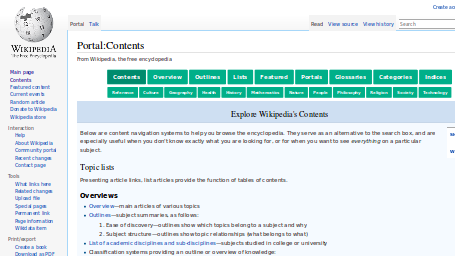 Create ac
WIKIPEDIA
The Free Encyclopedia
Portal Talk
Read View source View history Search
Portal:Contents
From Wikipedia, the free encyclopedia
Main page
Contents
Featured content
Current events
Random article
Donate to Wikipedia
Wikipedia store
Interaction
Help
About Wikipedia
Community portal
Recent changes
Contact page
Tools
What links here
Related changes
Upload file
Special pages
Permanent link
Page information
Wikidata item
Print/export
Create a book
Download as PDF
Contents Overview Outlines Lists Featured Portals Glossaries Categories Indices
Reference Culture Geography Health History Mathematics Nature People Philosophy Religion Society Technology
Explore Wikipedia's Contents
Below are content navigation systems to help you browse the encyclopedia. They serve as an alternative to the search box, and are
especially useful when you don't know exactly what you are looking for, or for when you want to see everything on a particular
subject.
Topic lists
Presenting article links, list articles provide the function of tables of contents.
Overviews
Overview—main articles of various topics
Outlines—subject summaries, as follows:
1. Ease of discovery—outlines show which topics belong to a subject and why
2. Subject structure—outlines show topic relationships (what belongs to what)
List of academic disciplines and sub-disciplines—subjects studied in college or university
Classification systems providing an outline or overview of knowledge: